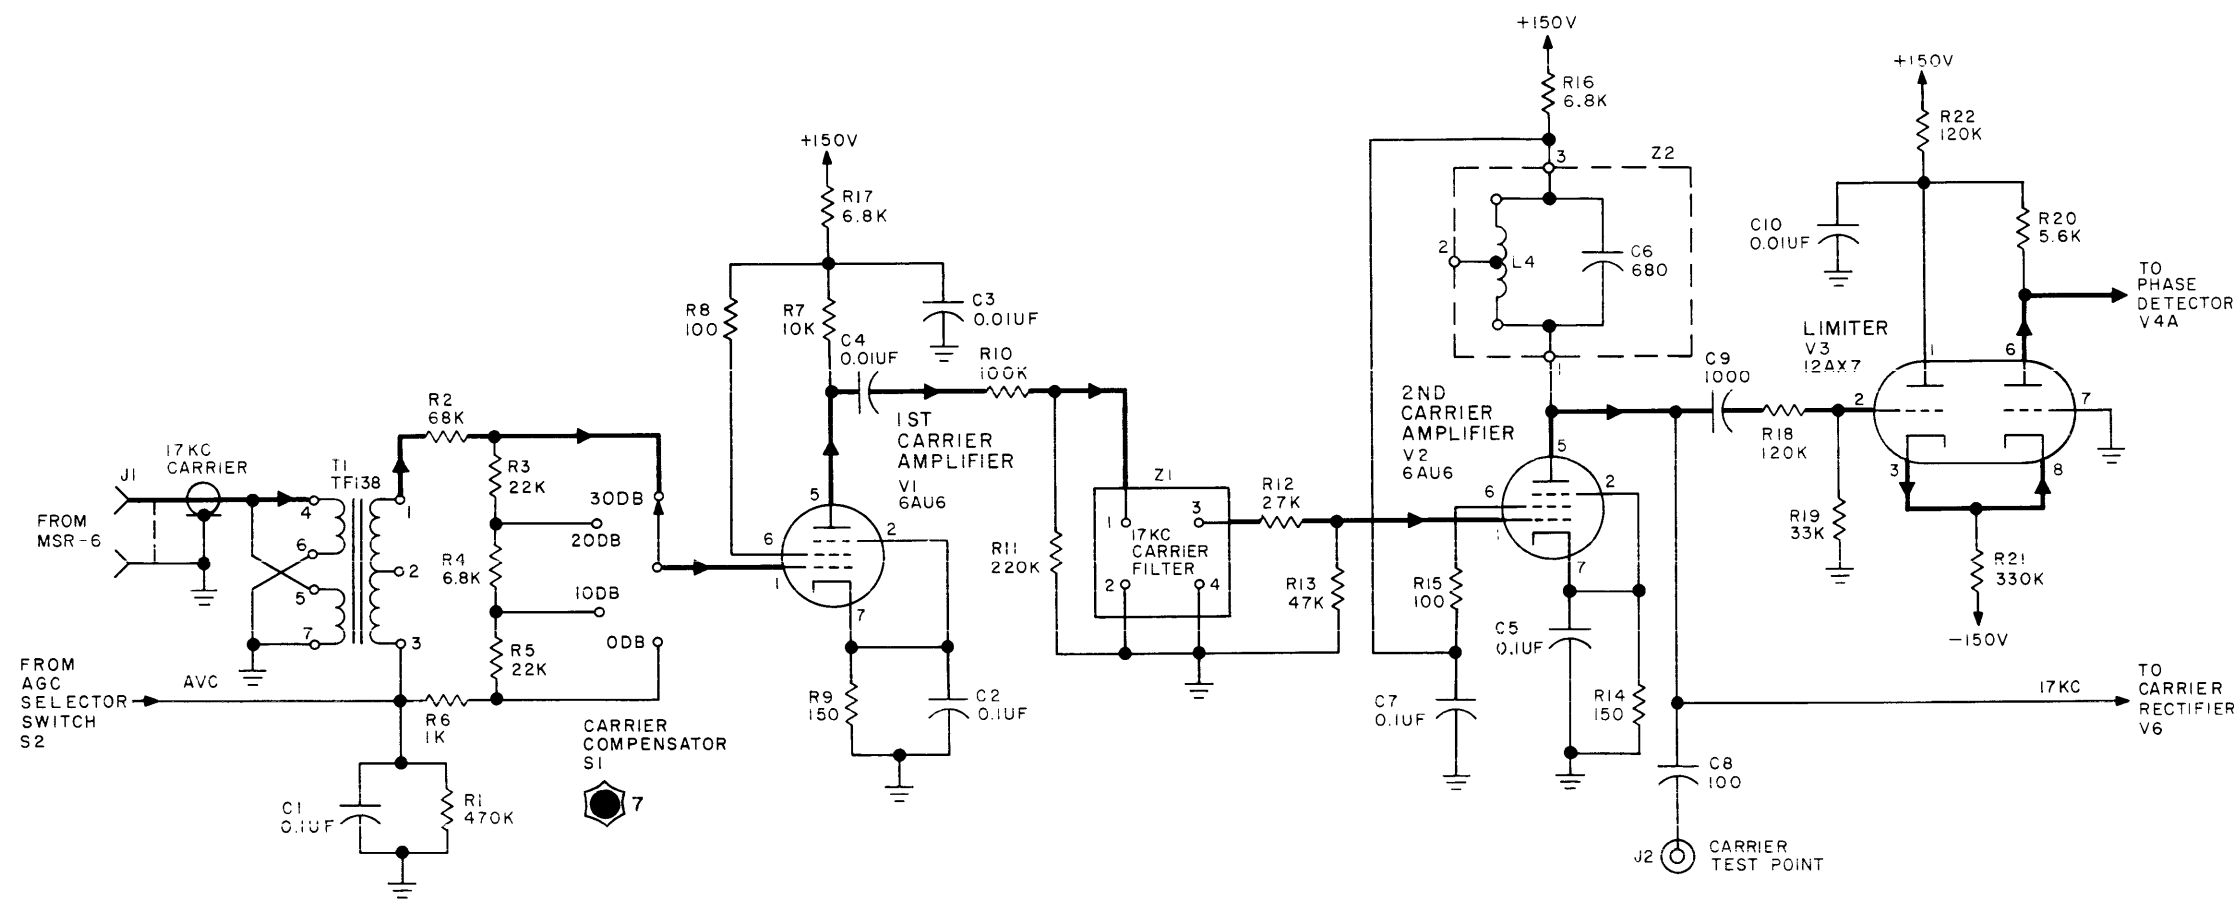 +150V
R16
6.8K
+150V
R22
120K
+150V
3
Z2
R17
6.8K
C10
0.01UF
R20
5.6K
2
L4
C6
680
TO
PHASE
DETECTOR
V4A
R8
100
R7
10K
C3
0.01UF
C4
0.01UF
R10
100K
LIMITER
V3
12AX7
1
6
1
C9
1000
2ND
CARRIER
AMPLIFIER
V2
6AU6
2
7
R18
120K
3
8
R2
68K
1ST
CARRIER
AMPLIFIER
V1
6AU6
5
17KC
CARRIER
J1
T1
TF138
R3
22K
30DB
20DB
4
1
5
6
2
1
7
FROM
MSR-6
6
2
5
7
3
R4
6.8K
10DB
0DB
R5
22K
6
2
1
7
R11
220K
Z1
1
3
17KC
CARRIER
FILTER
2
4
R12
27K
R13
47K
R15
100
C5
0.1UF
R19
33K
R21
330K
-150V
FROM
AGC
SELECTOR
SWITCH
S2
AVC
R6
1K
R9
150
C2
0.1UF
C7
0.1UF
R14
150
17KC
TO
CARRIER
RECTIFIER
V6
CARRIER
COMPENSATOR
S1
7
C1
0.1UF
R1
470K
C8
100
J2
CARRIER
TEST POINT